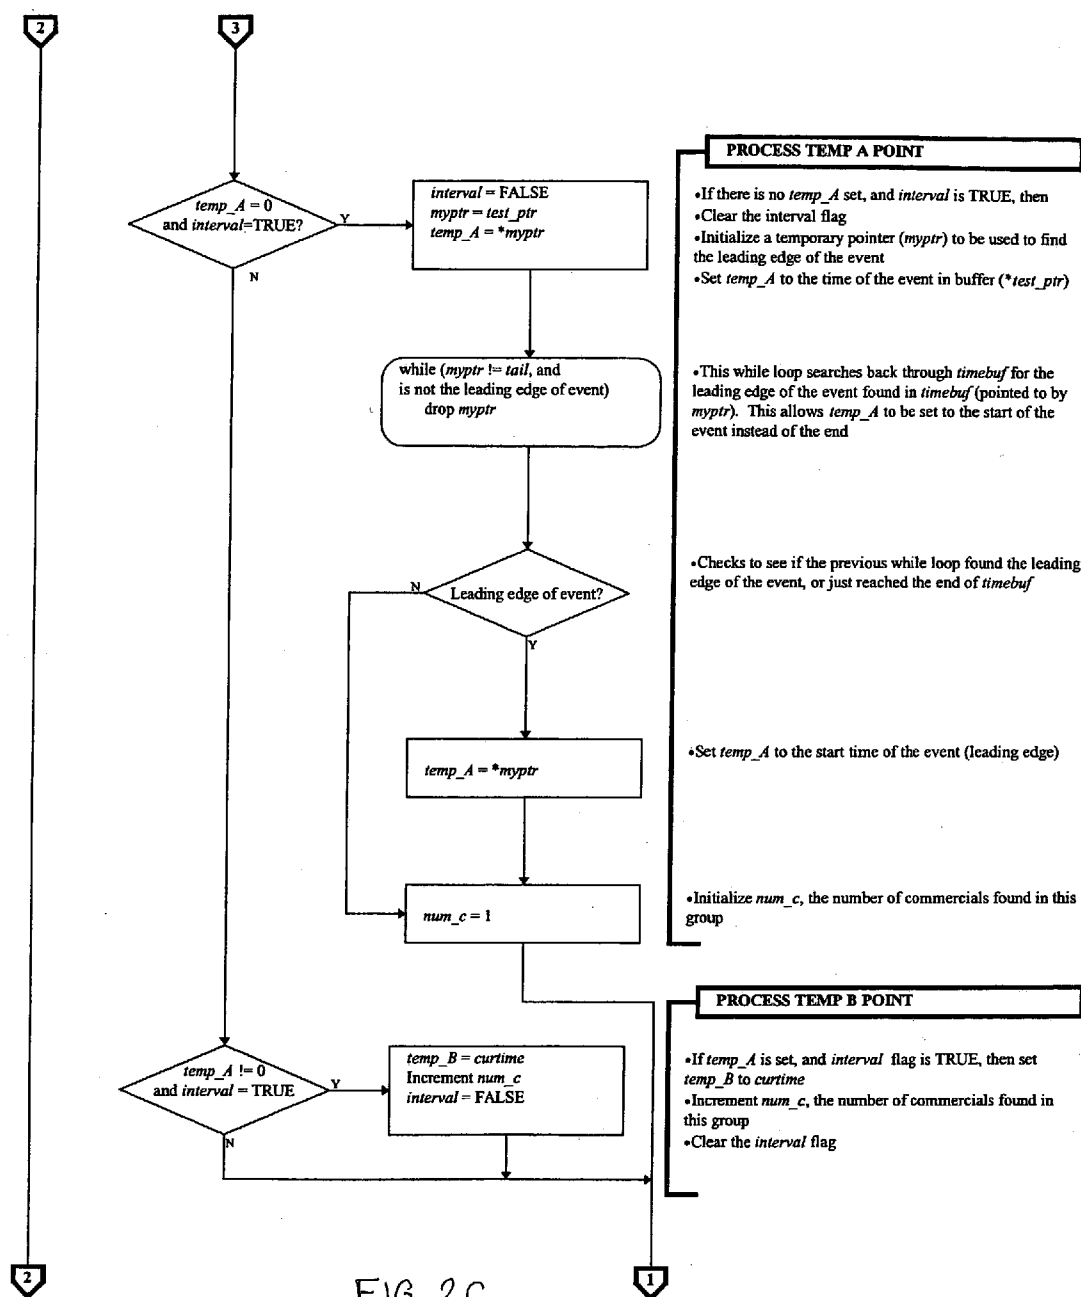 2
3
temp_A = 0
and interval=TRUE?
Y
N
interval = FALSE
myptr = test_ptr
temp_A = *myptr
while (myptr != tail, and
is not the leading edge of event)
drop myptr
Leading edge of event?
N
Y
temp_A = *myptr
num_c = 1
temp_A != 0
and interval = TRUE
Y
N
temp_B = curtime
Increment num_c
interval = FALSE
PROCESS TEMP A POINT
•If there is no temp_A set, and interval is TRUE, then
•Clear the interval flag
•Initialize a temporary pointer (myptr) to be used to find
the leading edge of the event
•Set temp_A to the time of the event in buffer (*test_ptr)
•This while loop searches back through timebuf for the
leading edge of the event found in timebuf (pointed to by
myptr). This allows temp_A to be set to the start of the
event instead of the end
•Checks to see if the previous while loop found the leading
edge of the event, or just reached the end of timebuf
•Set temp_A to the start time of the event (leading edge)
•Initialize num_c, the number of commercials found in this
group
PROCESS TEMP B POINT
•If temp_A is set, and interval flag is TRUE, then set
temp_B to curtime
•Increment num_c, the number of commercials found in
this group
•Clear the interval flag
2
1
FIG. 2C